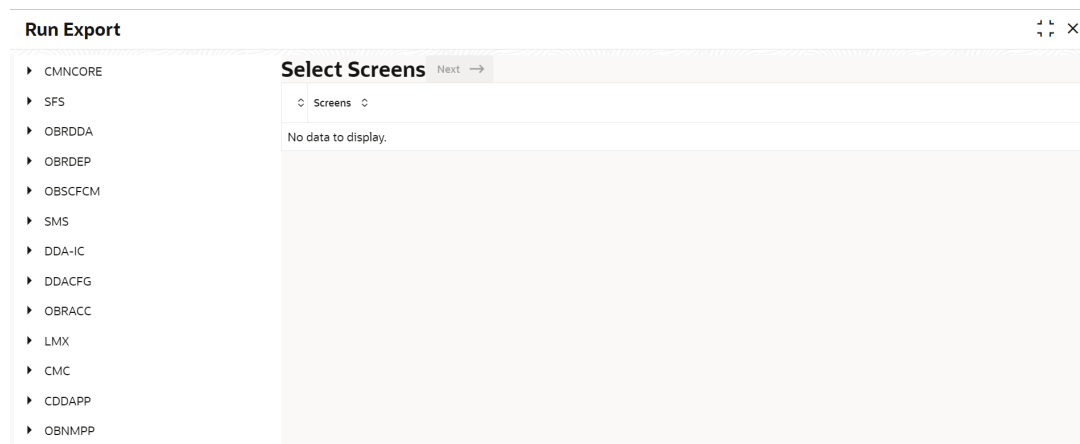 Run Export
CMNCORE
SFS
OBRDDA
OBRDEP
OBSCFCM
SMS
DDA-IC
DDACFG
OBRACC
LMX
CMC
CDDAPP
OBNMPP
Select Screens Next
Screens
No data to display.